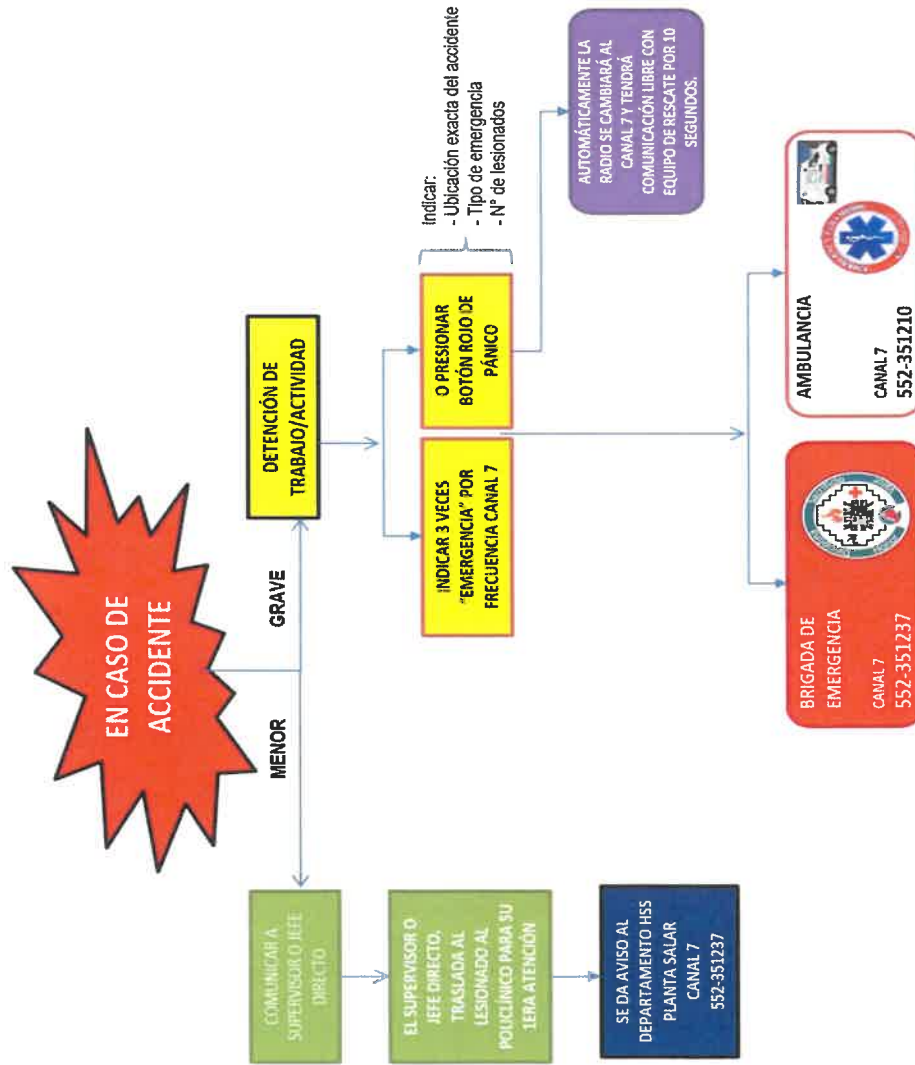 EN CASO DE
ACCIDENTE
MENOR
GRAVE
COMUNICAR A
SUPERVISOR O JEFE
DIRECTO
EL SUPERVISOR O
JEFE DIRECTO,
TRASLADA AL
LESIONADO AL
POLICLÍNICO PARA SU
1ERA ATENCIÓN
SE DA AVISO AL
DEPARTAMENTO HSS
PLANTA SALAR
CANAL 7
552-351237
DETENCIÓN DE
TRABAJO/ACTIVIDAD
INDICAR 3 VECES
"EMERGENCIA" POR
FRECUENCIA CANAL 7
O PRESIONAR
BOTÓN ROJO DE
PÁNICO
Indicar:
- Ubicación exacta del accidente
- Tipo de emergencia
- N° de lesionados
AUTOMÁTICAMENTE LA
RADIO SE CAMBIARÁ AL
CANAL 7 Y TENDRÁ
COMUNICACIÓN LIBRE CON
EQUIPO DE RESCATE POR 10
SEGUNDOS.
BRIGADA DE
EMERGENCIA
CANAL 7
552-351237
AMBULANCIA
CANAL 7
552-351210